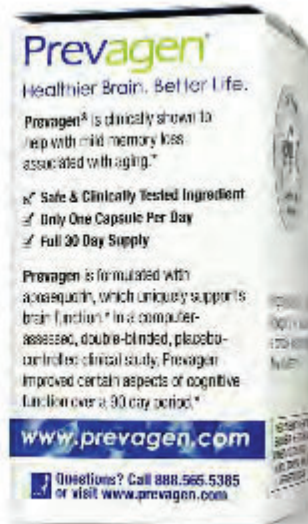 Prevagen®
Healthier Brain. Better Life.
Prevagen® is clinically shown to
help with mild memory loss
associated with aging.*
Safe & Clinically Tested Ingredient
Only One Capsule Per Day
Full 30 Day Supply
Prevagen is formulated with
apoaequorin, which uniquely supports
brain function.* In a computer-
assessed, double-blinded, placebo-
controlled clinical study, Prevagen
improved certain aspects of cognitive
function over a 90 day period.*
www.prevagen.com
Questions? Call 888.565.5385
or visit www.prevagen.com